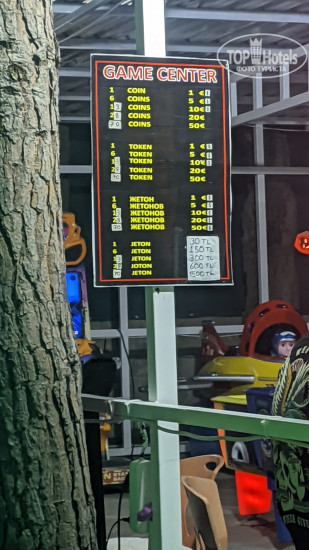 TOP Hotels
ФОТО ТУРИСТА
GAME CENTER
1 COIN 1 €
6 COINS 5 €
13 COINS 10 €
28 COINS 20€
70 COINS 50€
1 TOKEN 1 €
6 TOKEN 5 €
13 TOKEN 10€
28 TOKEN 20€
70 TOKEN 50€
1 ЖЕТОН 1 €
6 ЖЕТОНОВ 5 €
13 ЖЕТОНОВ 10€
28 ЖЕТОНОВ 20€
70 ЖЕТОНОВ 50€
1 JETON 30 TL
6 JETON 150 TL
13 JETON 300 TL
28 JETON 600 TL
70 JETON 1500 TL